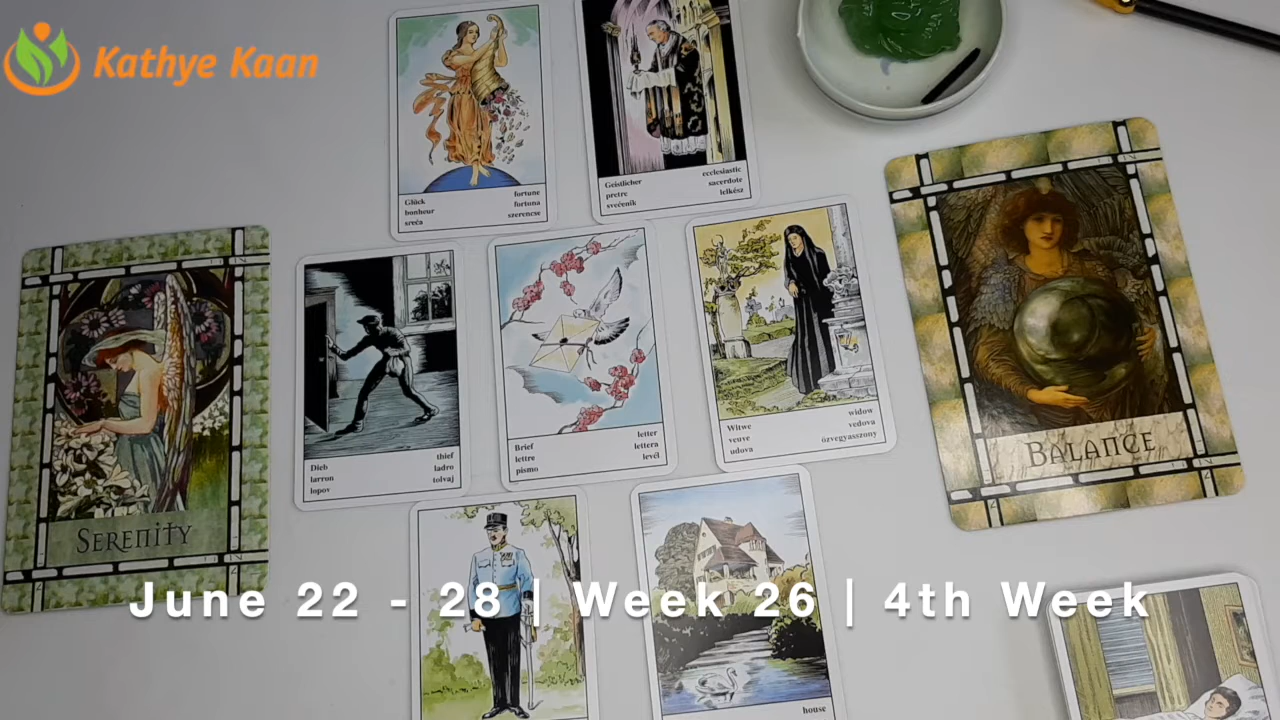 Kathye Kaan
Glück fortune
bonheur fortuna
sreča szerencse
Geistlicher ecclesiastic
pretre sacerdote
svečenik lelkész
Dieb thief
larron ladro
lopov tolvaj
Brief letter
lettre lettera
pismo levél
Witwe widow
veuve vedova
udova özvegyasszony
SERENITY
BALANCE
June 22 - 28 | Week 26 | 4th Week
house